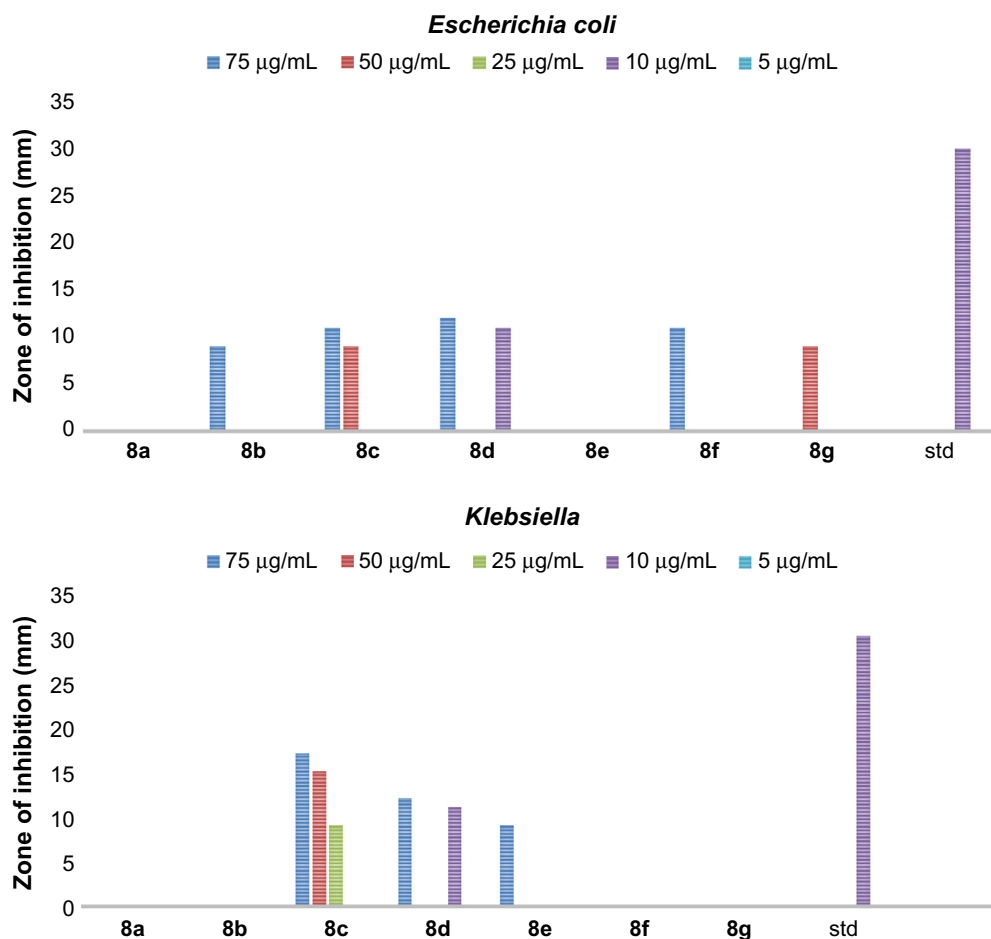 Escherichia coli
75 μg/mL 50 μg/mL 25 μg/mL 10 μg/mL 5 μg/mL
Zone of inhibition (mm)
35
30
25
20
15
10
5
0
8a 8b 8c 8d 8e 8f 8g std
Klebsiella
75 μg/mL 50 μg/mL 25 μg/mL 10 μg/mL 5 μg/mL
Zone of inhibition (mm)
35
30
25
20
15
10
5
0
8a 8b 8c 8d 8e 8f 8g std